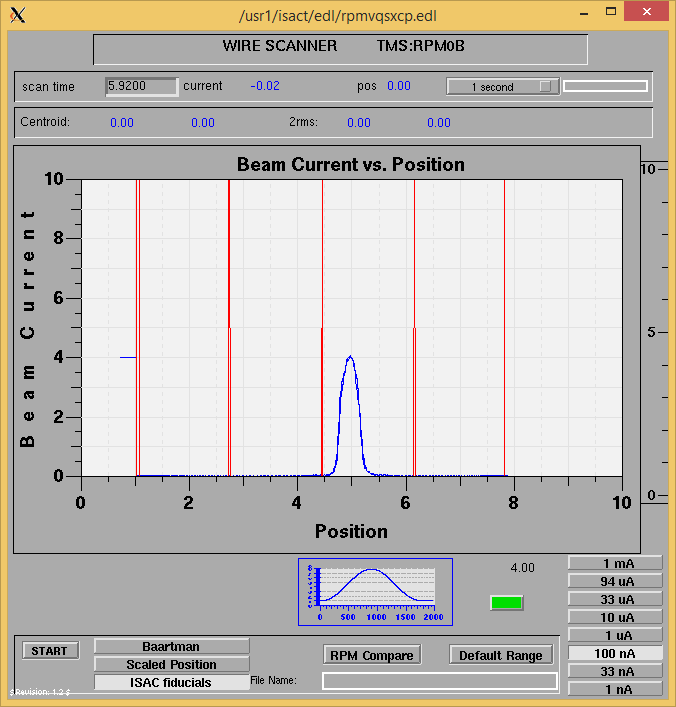 /usr1/isact/edl/rpmvqsxcp.edl
WIRE SCANNER TMS:RPM0B
scan time 5.9200 current -0.02 pos 0.00 1 second
Centroid: 0.00 0.00 2rms: 0.00 0.00
Beam Current vs. Position
Beam Current
10
8
6
4
2
0
0 2 4 6 8 10
Position
10
5
0
0 500 1000 1500 2000
4.00
1 mA
94 uA
33 uA
10 uA
1 uA
100 nA
33 nA
1 nA
START
Baartman
Scaled Position
ISAC fiducials
RPM Compare
Default Range
File Name:
$Revision: 1.2 $